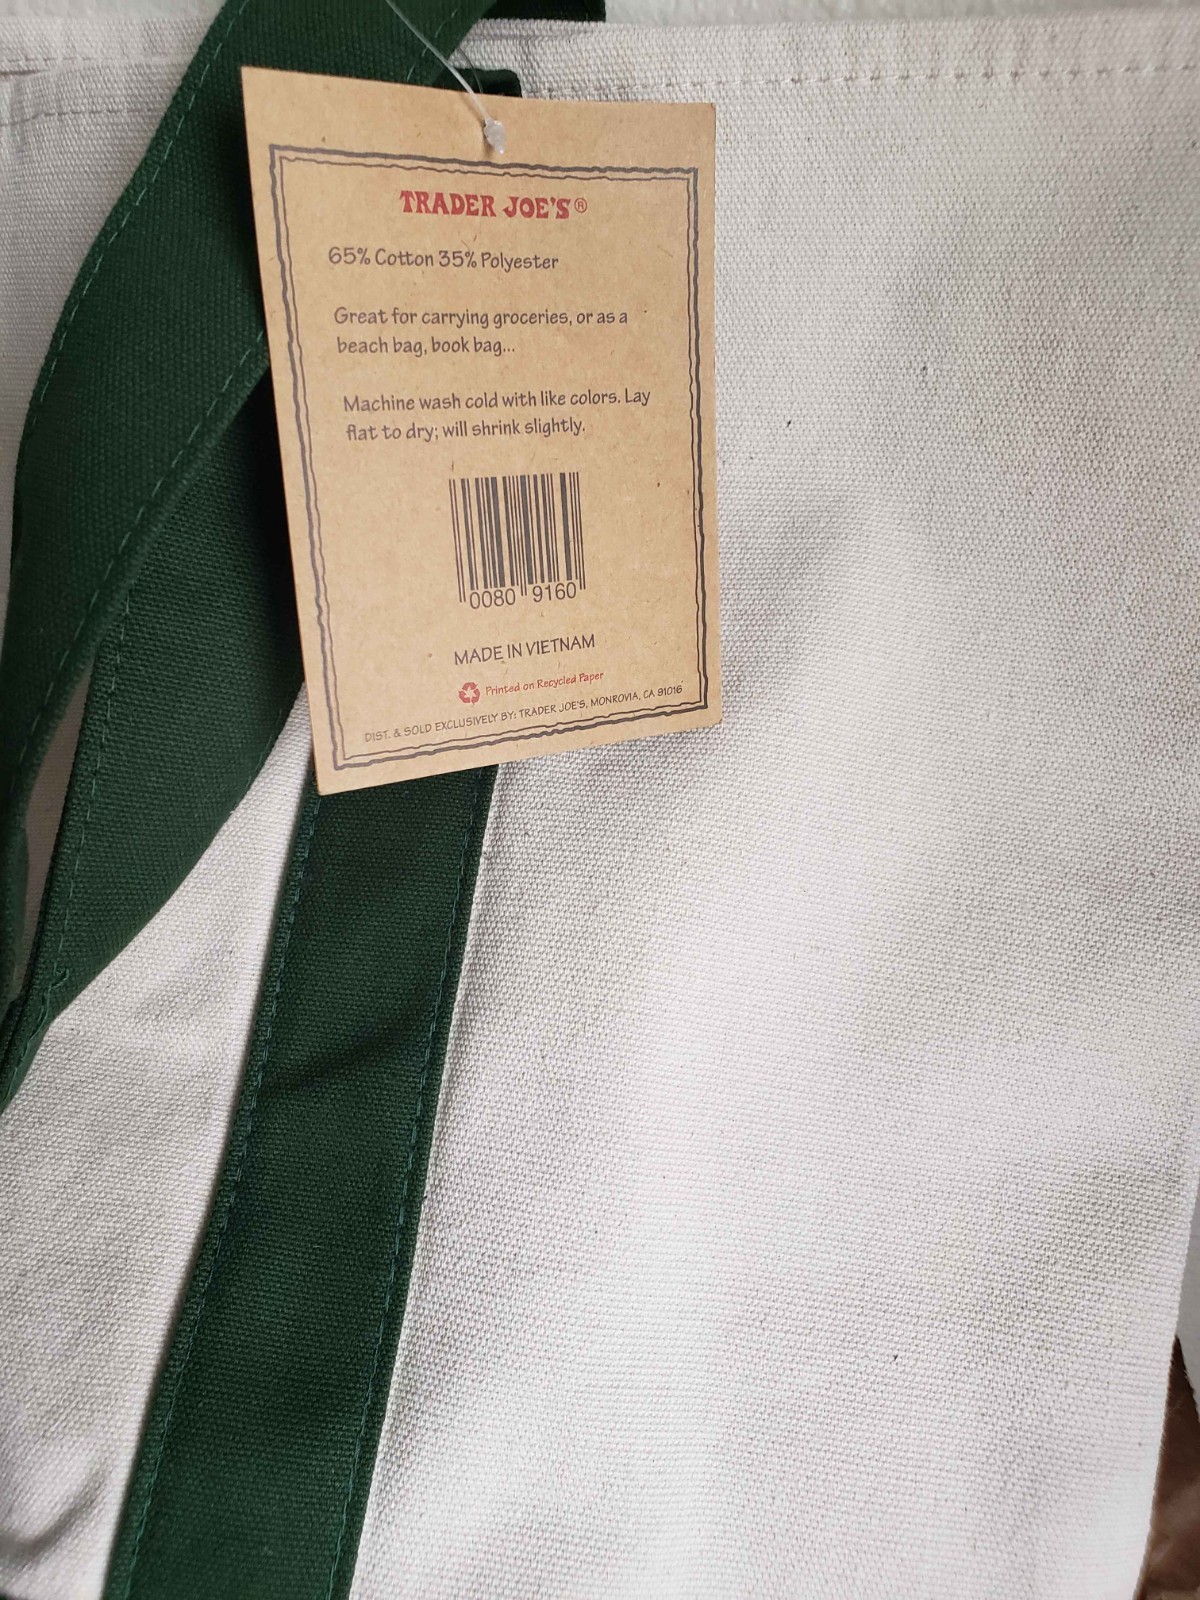 TRADER JOE'S®
65% Cotton 35% Polyester
Great for carrying groceries, or as a
beach bag, book bag...
Machine wash cold with like colors. Lay
flat to dry; will shrink slightly.
0080 9160
MADE IN VIETNAM
Printed on Recycled Paper
DIST. & SOLD EXCLUSIVELY BY: TRADER JOE'S, MONROVIA, CA 91016